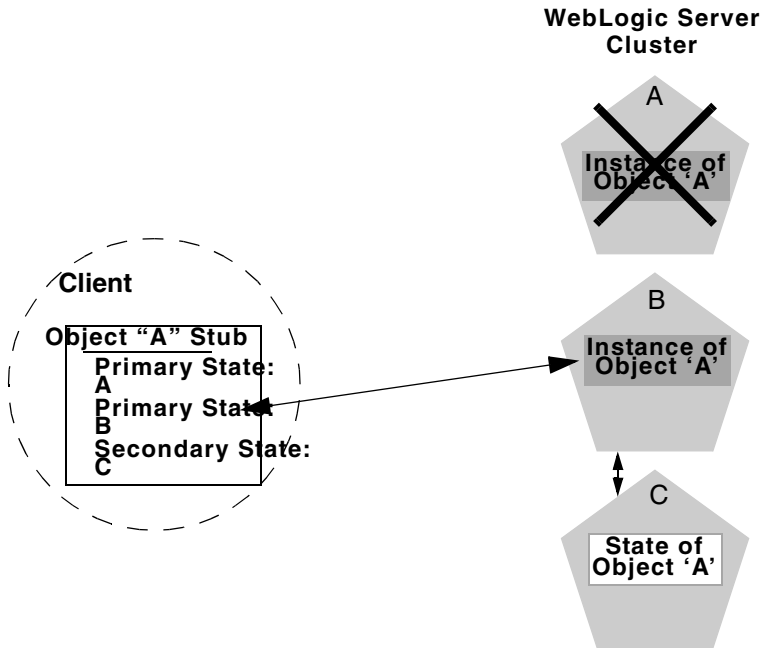 WebLogic Server
Cluster
A
Instance of
Object ‘A’
Client
Object “A” Stub
Primary State:
A
Primary State:
B
Secondary State:
C
B
Instance of
Object ‘A’
C
State of
Object ‘A’